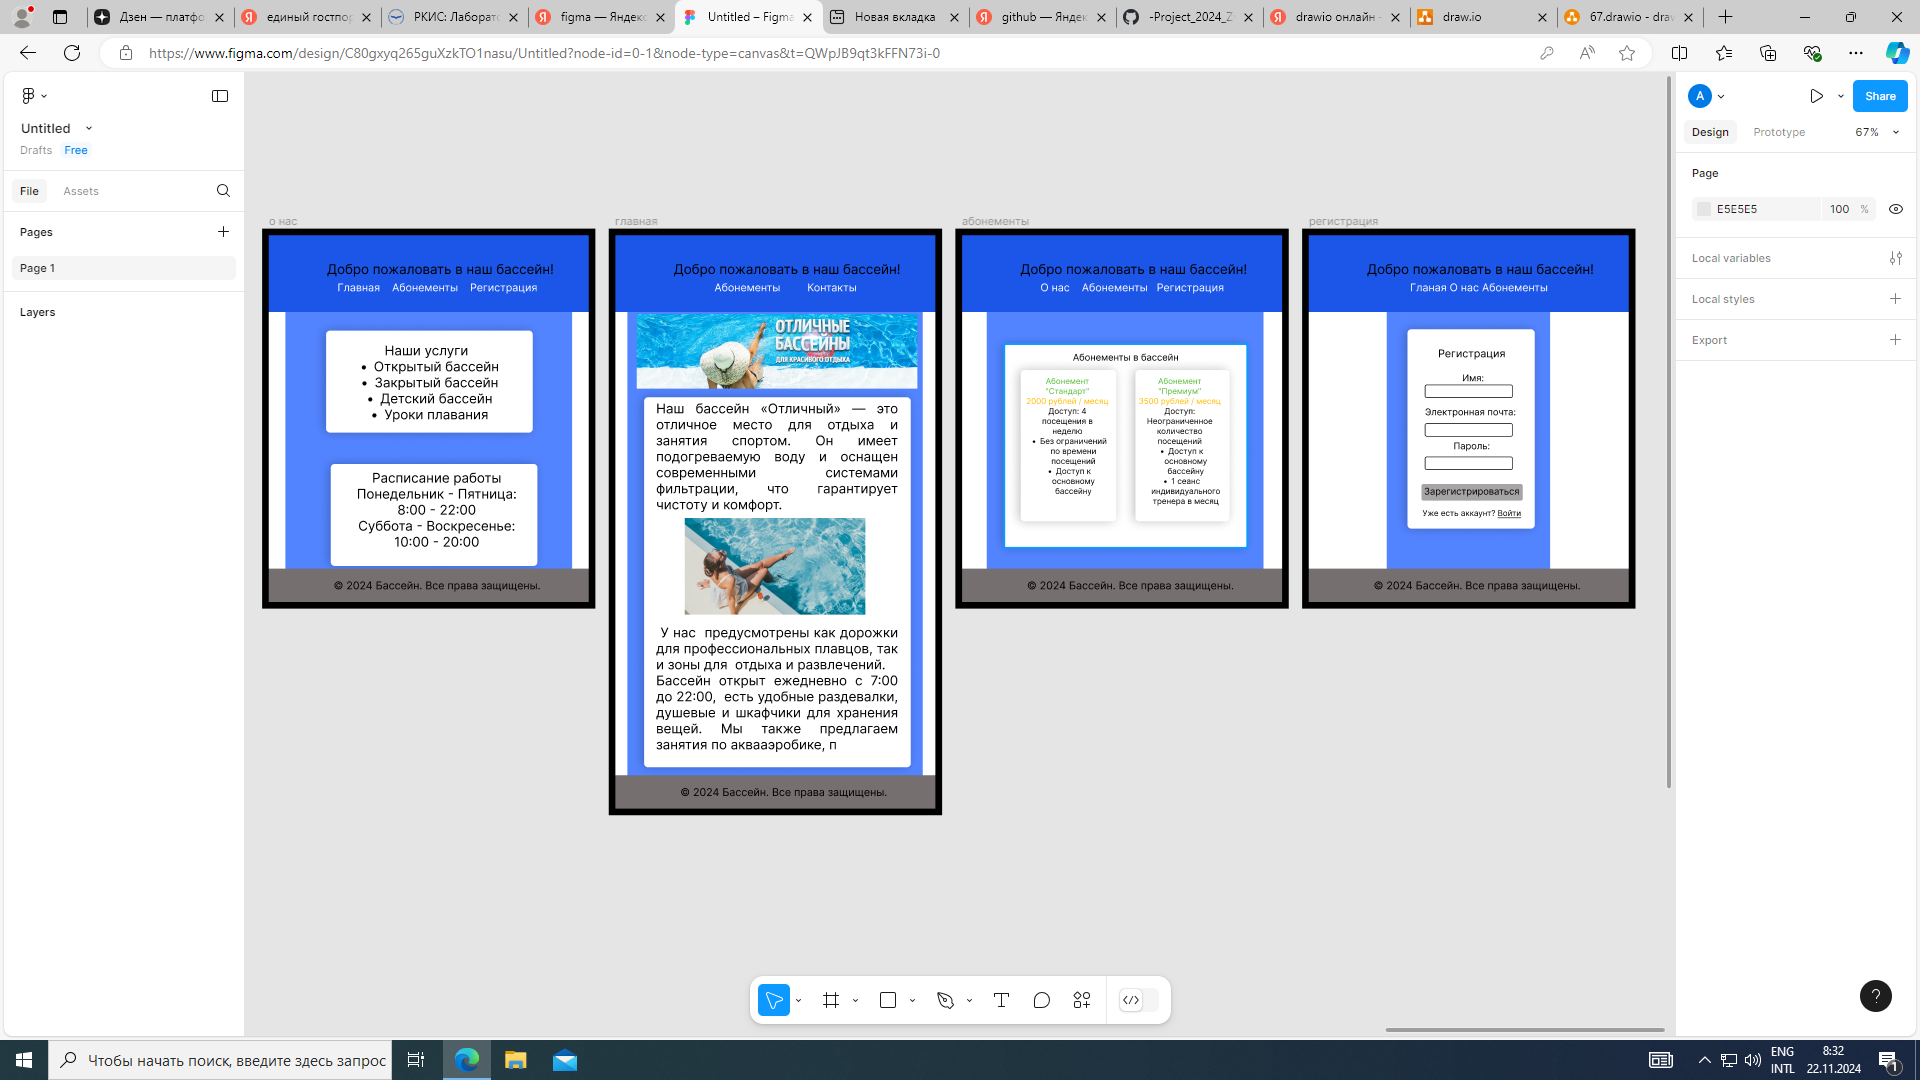 Дзен — платфо
единый госпор
РКИС: Лаборат
figma — Яндекс
Untitled – Figma
Новая вкладка
github — Яндек
-Project_2024_Z
drawio онлайн -
draw.io
67.drawio - draw
https://www.figma.com/design/C80gxyq265guXzkTO1nasu/Untitled?node-id=0-1&node-type=canvas&t=QWpJB9qt3kFFN73i-0
Untitled
Drafts Free
File Assets
Pages
Page 1
Layers
о нас
Добро пожаловать в наш бассейн!
Главная Абонементы Регистрация
Наши услуги
• Открытый бассейн
• Закрытый бассейн
• Детский бассейн
• Уроки плавания
Расписание работы
Понедельник - Пятница:
8:00 - 22:00
Суббота - Воскресенье:
10:00 - 20:00
© 2024 Бассейн. Все права защищены.
главная
Добро пожаловать в наш бассейн!
Абонементы Контакты
ОТЛИЧНЫЕ
БАССЕЙНЫ
ДЛЯ КРАСИВОГО ОТДЫХА
Наш бассейн «Отличный» — это
отличное место для отдыха и
занятия спортом. Он имеет
подогреваемую воду и оснащен
современными системами
фильтрации, что гарантирует
чистоту и комфорт.
У нас предусмотрены как дорожки
для профессиональных плавцов, так
и зоны для отдыха и развлечений.
Бассейн открыт ежедневно с 7:00
до 22:00, есть удобные раздевалки,
душевые и шкафчики для хранения
вещей. Мы также предлагаем
занятия по аквааэробике, п
© 2024 Бассейн. Все права защищены.
абонементы
Добро пожаловать в наш бассейн!
О нас Абонементы Регистрация
Абонементы в бассейн
Абонемент
"Стандарт"
2000 рублей / месяц
Доступ: 4
посещения в
неделю
• Без ограничений
по времени
посещений
• Доступ к
основному
бассейну
Абонемент
"Премиум"
3500 рублей / месяц
Доступ:
Неограниченное
количество
посещений
• Доступ к
основному
бассейну
• 1 сеанс
индивидуального
тренера в месяц
© 2024 Бассейн. Все права защищены.
регистрация
Добро пожаловать в наш бассейн!
Гланая О нас Абонементы
Регистрация
Имя:
Электронная почта:
Пароль:
Зарегистрироваться
Уже есть аккаунт? Войти
© 2024 Бассейн. Все права защищены.
A
Share
Design Prototype 67%
Page
E5E5E5 100 %
Local variables
Local styles
Export
?
Чтобы начать поиск, введите здесь запрос
ENG
INTL
8:32
22.11.2024
1